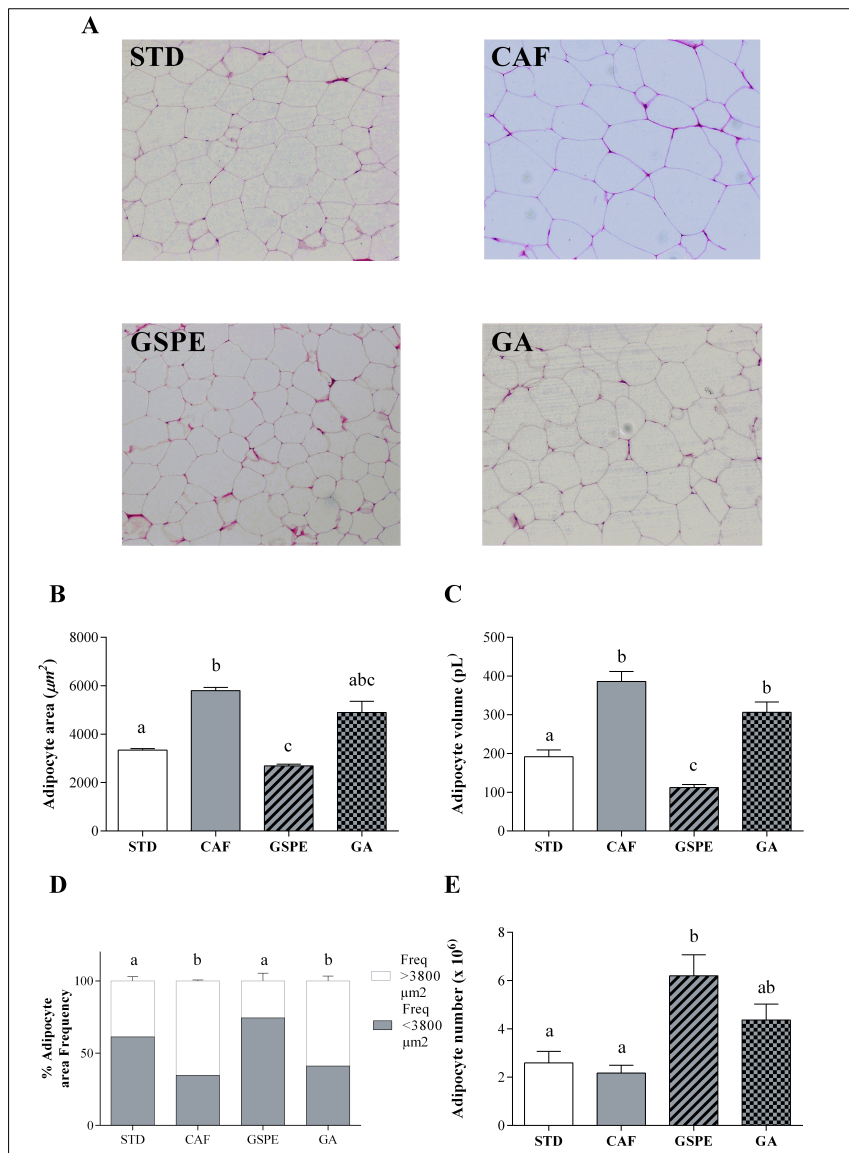 A
STD
CAF
GSPE
GA
B
Adipocyte area (µm²)
8000
6000
4000
2000
0
a
b
c
abc
STD CAF GSPE GA
C
Adipocyte volume (pL)
500
400
300
200
100
0
a
b
c
b
STD CAF GSPE GA
D
% Adipocyte
area Frequency
100
50
0
a b a b
STD CAF GSPE GA
Freq
>3800
µm2
Freq
<3800
µm2
E
Adipocyte number (x 10⁶)
8
6
4
2
0
a
a
b
ab
STD CAF GSPE GA